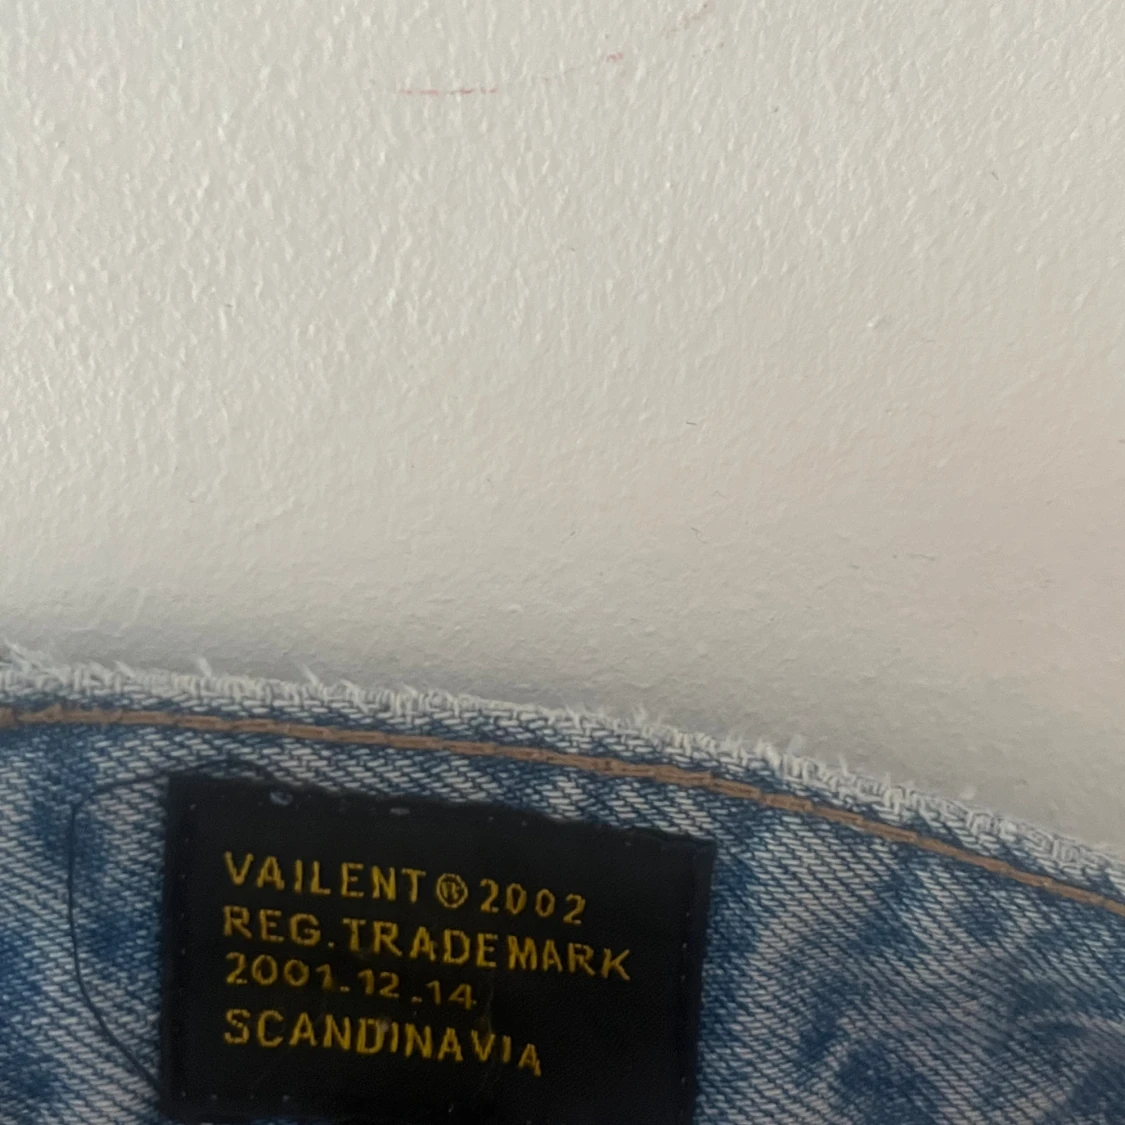 VAILENT ® 2002
REG. TRADEMARK
2001-12-14
SCANDINAVIA